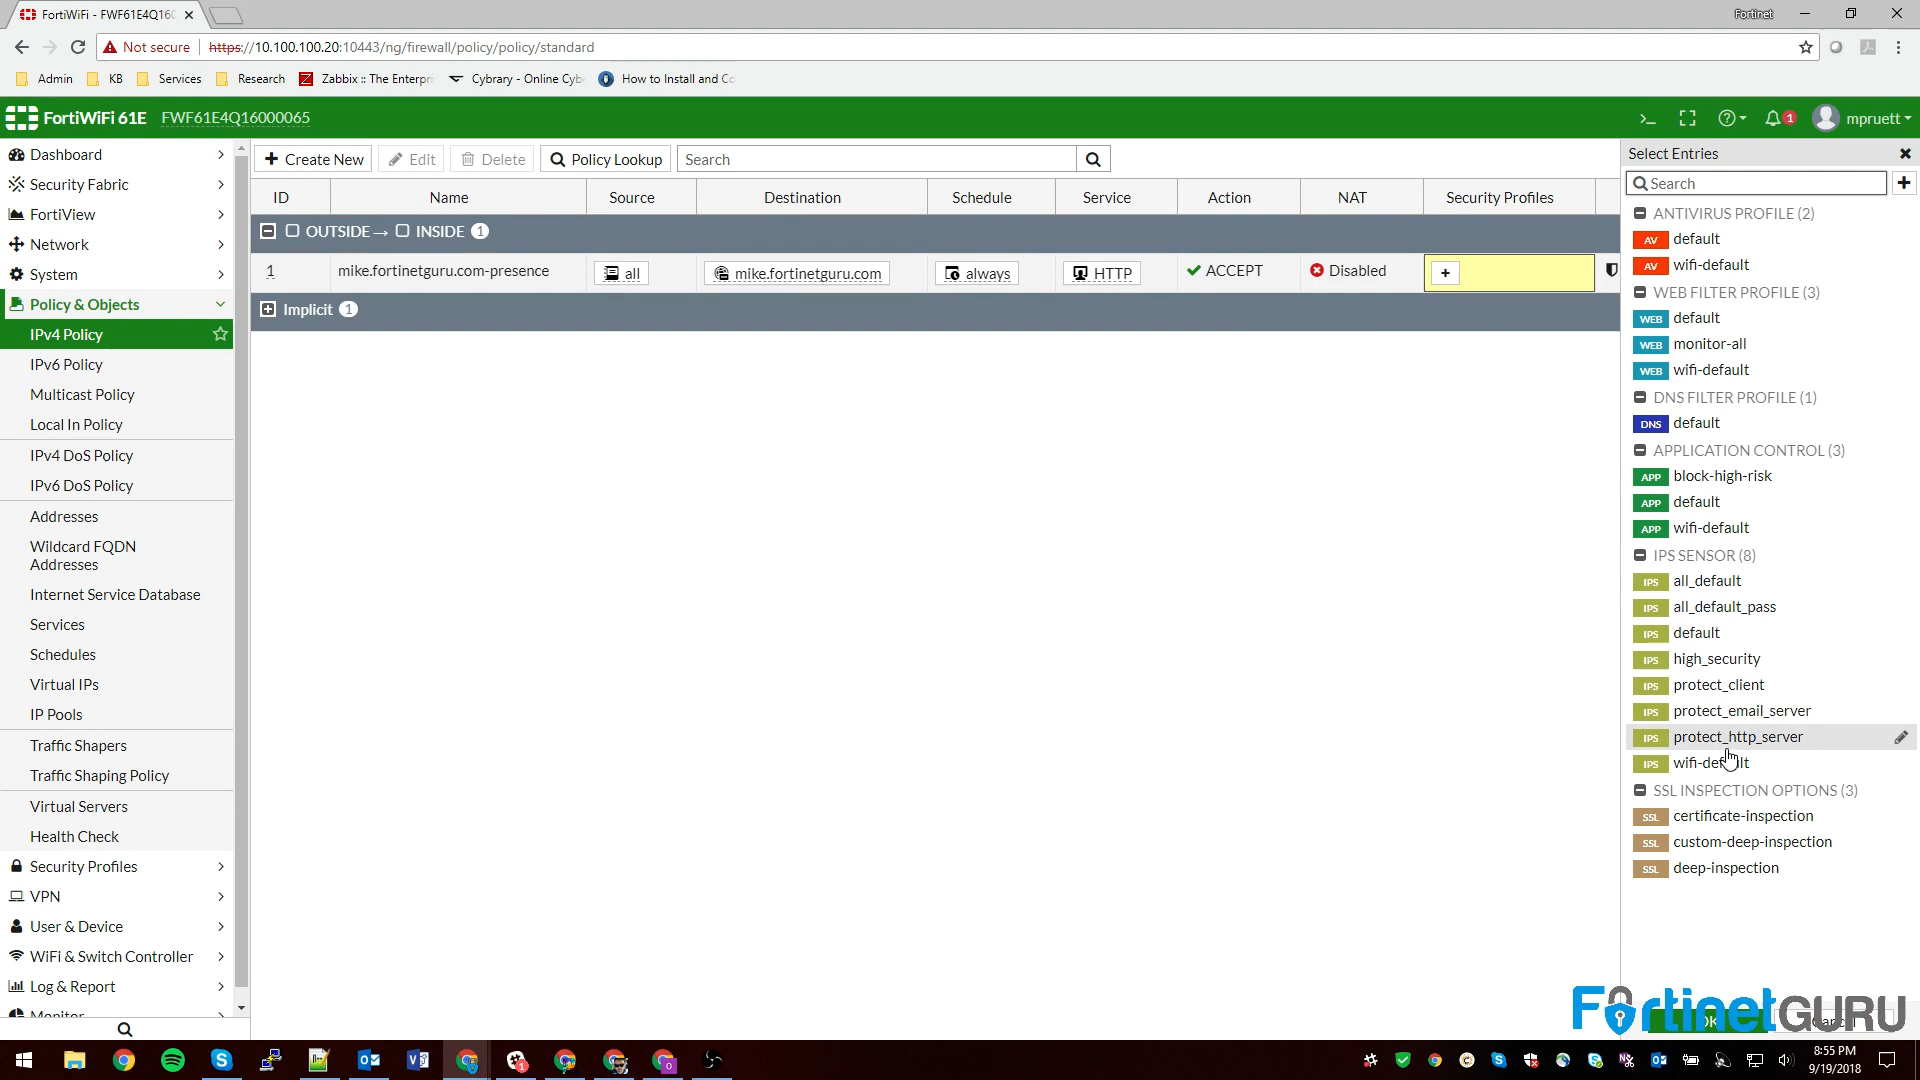 FortiWiFi - FWF61E4Q16
Fortinet
Not secure
https://10.100.100.20:10443/ng/firewall/policy/policy/standard
Admin
KB
Services
Research
Zabbix :: The Enterpri
Cybrary - Online Cyb
How to Install and Co
FortiWiFi 61E
FWF61E4Q16000065
1
mpruett
Dashboard
Security Fabric
FortiView
Network
System
Policy & Objects
IPv4 Policy
IPv6 Policy
Multicast Policy
Local In Policy
IPv4 DoS Policy
IPv6 DoS Policy
Addresses
Wildcard FQDN
Addresses
Internet Service Database
Services
Schedules
Virtual IPs
IP Pools
Traffic Shapers
Traffic Shaping Policy
Virtual Servers
Health Check
Security Profiles
VPN
User & Device
WiFi & Switch Controller
Log & Report
Monitor
Create New
Edit
Delete
Policy Lookup
Search
ID
Name
Source
Destination
Schedule
Service
Action
NAT
Security Profiles
OUTSIDE → INSIDE 1
1
mike.fortinetguru.com-presence
all
mike.fortinetguru.com
always
HTTP
ACCEPT
Disabled
Implicit 1
Select Entries
Search
ANTIVIRUS PROFILE (2)
AV default
AV wifi-default
WEB FILTER PROFILE (3)
WEB default
WEB monitor-all
WEB wifi-default
DNS FILTER PROFILE (1)
DNS default
APPLICATION CONTROL (3)
APP block-high-risk
APP default
APP wifi-default
IPS SENSOR (8)
IPS all_default
IPS all_default_pass
IPS default
IPS high_security
IPS protect_client
IPS protect_email_server
IPS protect_http_server
IPS wifi-default
SSL INSPECTION OPTIONS (3)
SSL certificate-inspection
SSL custom-deep-inspection
SSL deep-inspection
FortinetGURU
8:55 PM
9/19/2018